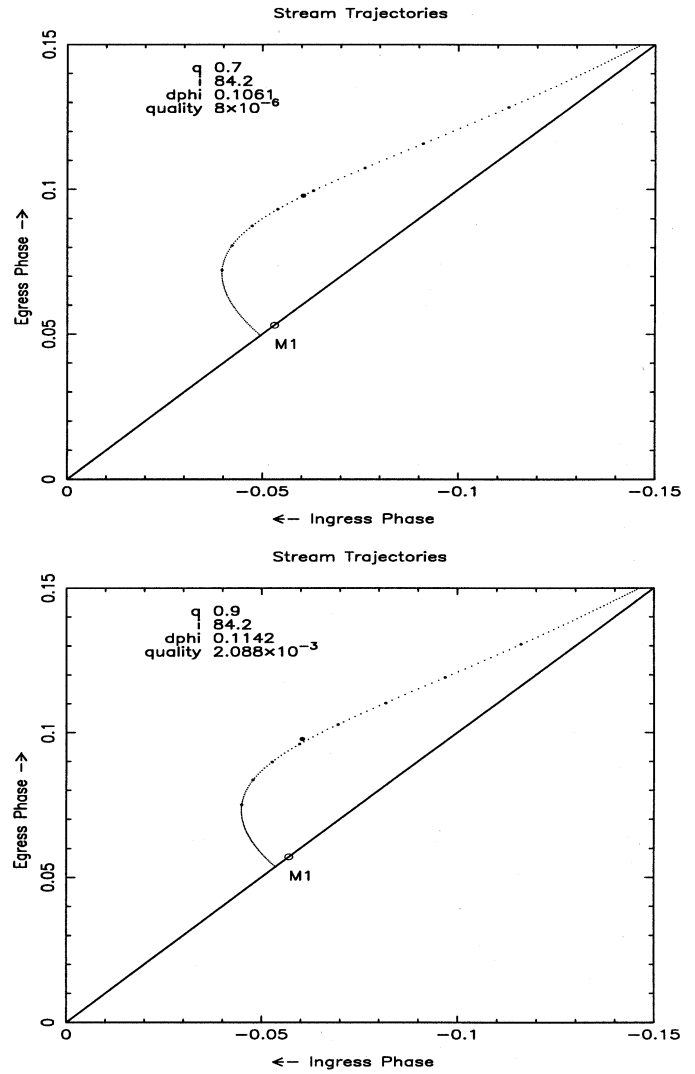 Stream Trajectories
0.15
q 0.7
i 84.2
dphi 0.1061
quality 8×10⁻⁶
0.1
Egress Phase −>
0.05
M1
0
0 −0.05 −0.1 −0.15
<− Ingress Phase
Stream Trajectories
0.15
q 0.9
i 84.2
dphi 0.1142
quality 2.088×10⁻³
0.1
Egress Phase −>
0.05
M1
0
0 −0.05 −0.1 −0.15
<− Ingress Phase